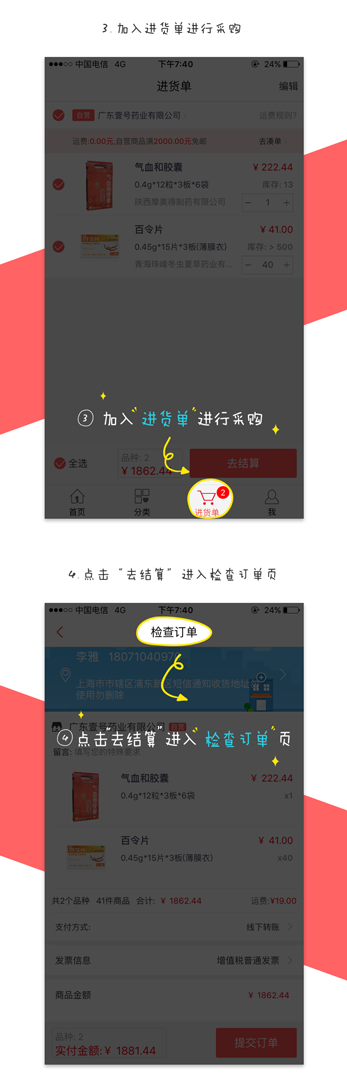 3.加入进货单进行采购
中国电信 4G 下午7:40 24%
进货单 编辑
自营 广东壹号药业有限公司 运费规则
运费:0.00元,自营商品满2000.00元免邮 去凑单
气血和胶囊 ¥ 222.44
0.4g*12粒*3板*6袋 库存: 13
陕西摩美得制药有限公司 − 1 +
百令片 ¥ 41.00
0.45g*15片*3板(薄膜衣) 库存: > 500
青海珠峰冬虫夏草药业有... − 40 +
③ 加入"进货单"进行采购
全选 品种: 2 去结算
¥ 1862.44
2
首页 分类 进货单 我
4.点击“去结算”进入检查订单页
中国电信 4G 下午7:40 24%
检查订单
李雅 18071040976
上海市市辖区浦东新区短信通知收货地址
使用勿删除
广东壹号药业有限公司 自营
④点击"去结算"进入"检查订单"页
留言:
气血和胶囊 ¥ 222.44
0.4g*12粒*3板*6袋 x1
百令片 ¥ 41.00
0.45g*15片*3板(薄膜衣) x40
共2个品种 41件商品 合计: ¥ 1862.44 运费:¥19.00
支付方式: 线下转账
发票信息 增值税普通发票
商品金额 ¥ 1862.44
品种: 2
实付金额: ¥ 1881.44 提交订单